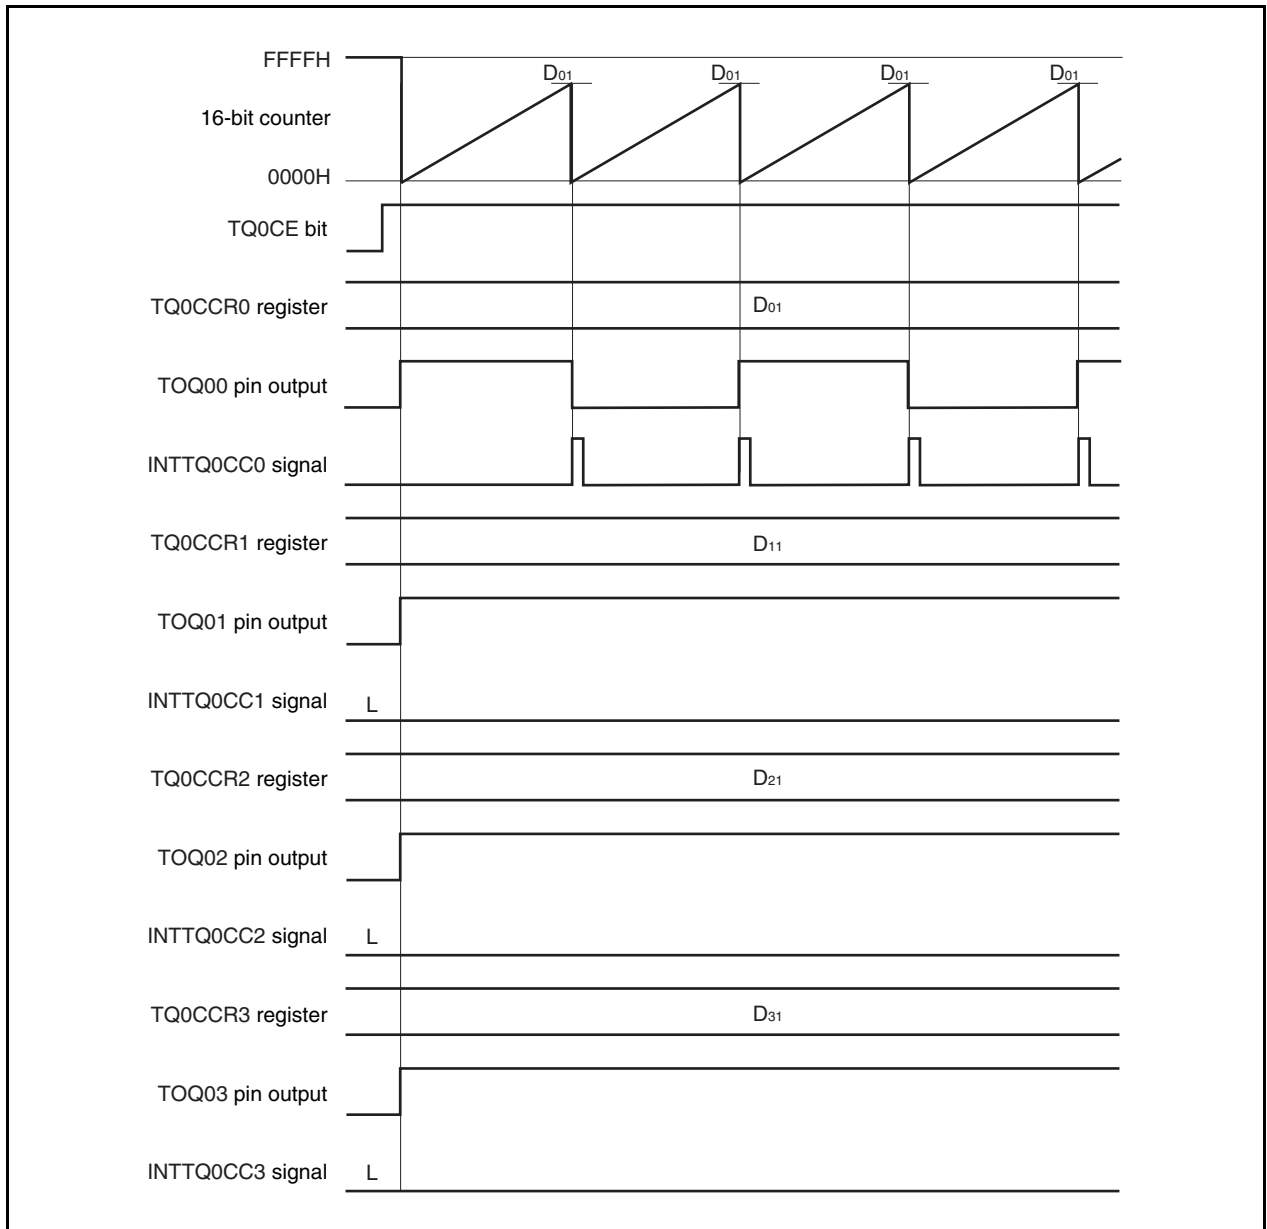 FFFFH
D01 D01 D01 D01
16-bit counter
0000H
TQ0CE bit
TQ0CCR0 register D01
TOQ00 pin output
INTTQ0CC0 signal
TQ0CCR1 register D11
TOQ01 pin output
INTTQ0CC1 signal L
TQ0CCR2 register D21
TOQ02 pin output
INTTQ0CC2 signal L
TQ0CCR3 register D31
TOQ03 pin output
INTTQ0CC3 signal L